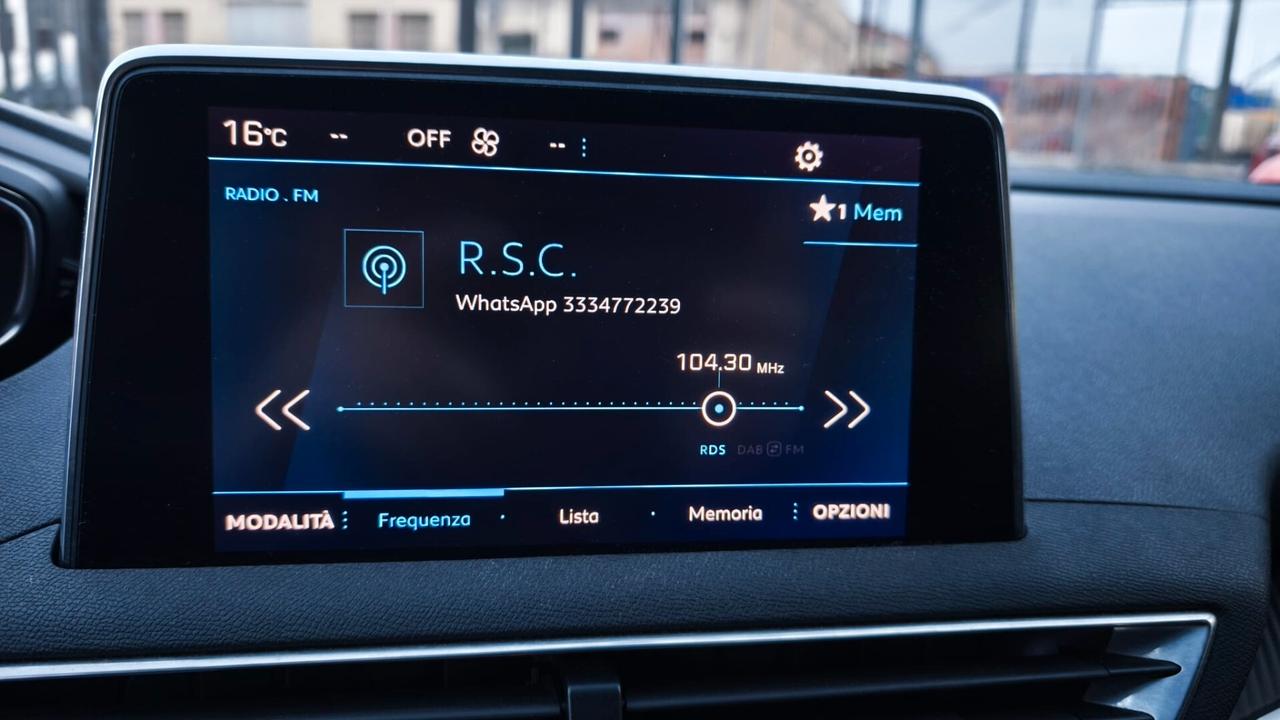 16°C -- OFF --
RADIO . FM
1 Mem
R.S.C.
WhatsApp 3334772239
104.30 MHz
RDS DAB FM
MODALITÀ Frequenza Lista Memoria OPZIONI